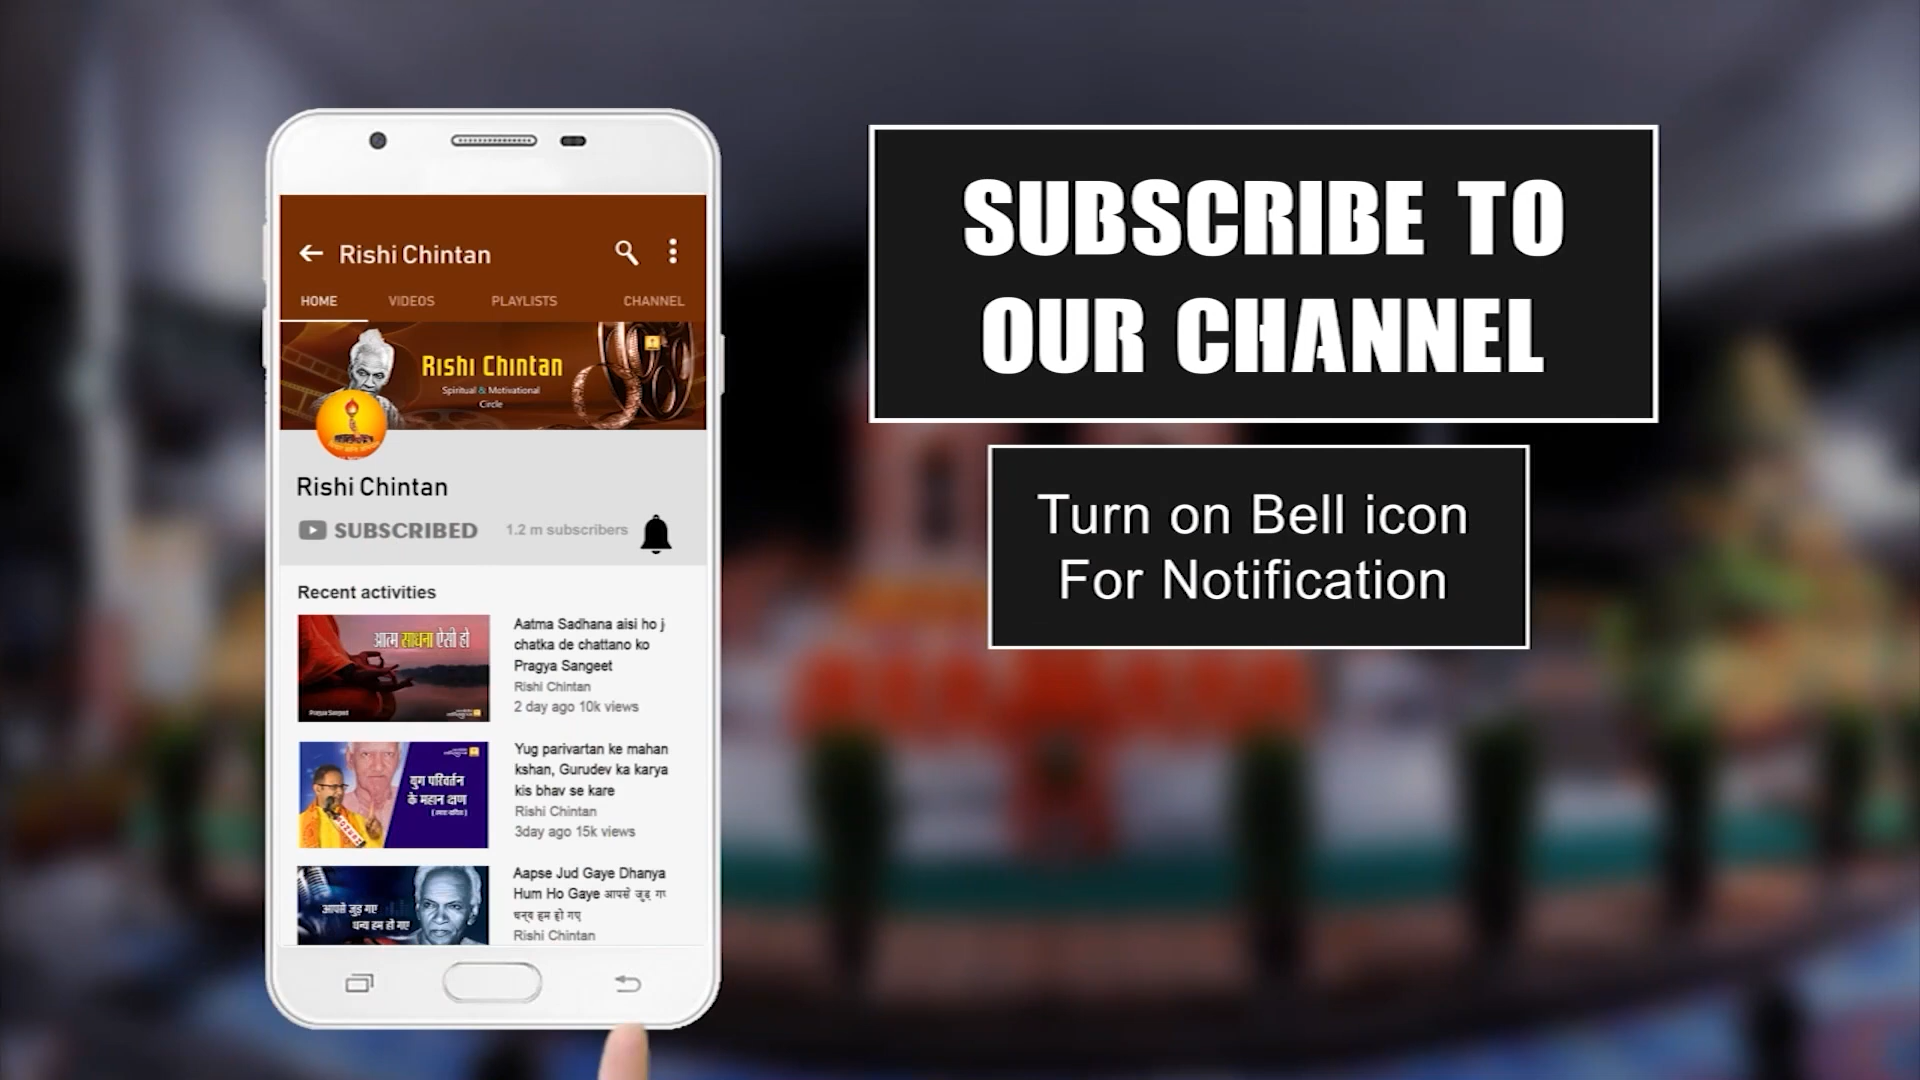 Rishi Chintan
HOME VIDEOS PLAYLISTS CHANNEL
Rishi Chintan
Spiritual & Motivational
Circle
Rishi Chintan
SUBSCRIBED 1.2 m subscribers
Recent activities
आत्म साधना ऐसी हो
Pragya Sangeet
Aatma Sadhana aisi ho j
chatka de chattano ko
Pragya Sangeet
Rishi Chintan
2 day ago 10k views
युग परिवर्तन
के महान क्षण
Yug parivartan ke mahan
kshan, Gurudev ka karya
kis bhav se kare
Rishi Chintan
3day ago 15k views
आपसे जुड़ गए
धन्य हम हो गए
Aapse Jud Gaye Dhanya
Hum Ho Gaye आपसे जुड़ ग
धन्य हम हो गए
Rishi Chintan
SUBSCRIBE TO
OUR CHANNEL
Turn on Bell icon
For Notification